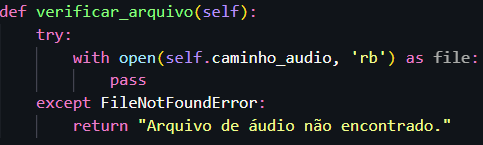 def verificar_arquivo(self):
    try:
        with open(self.caminho_audio, 'rb') as file:
            pass
    except FileNotFoundError:
        return "Arquivo de áudio não encontrado."